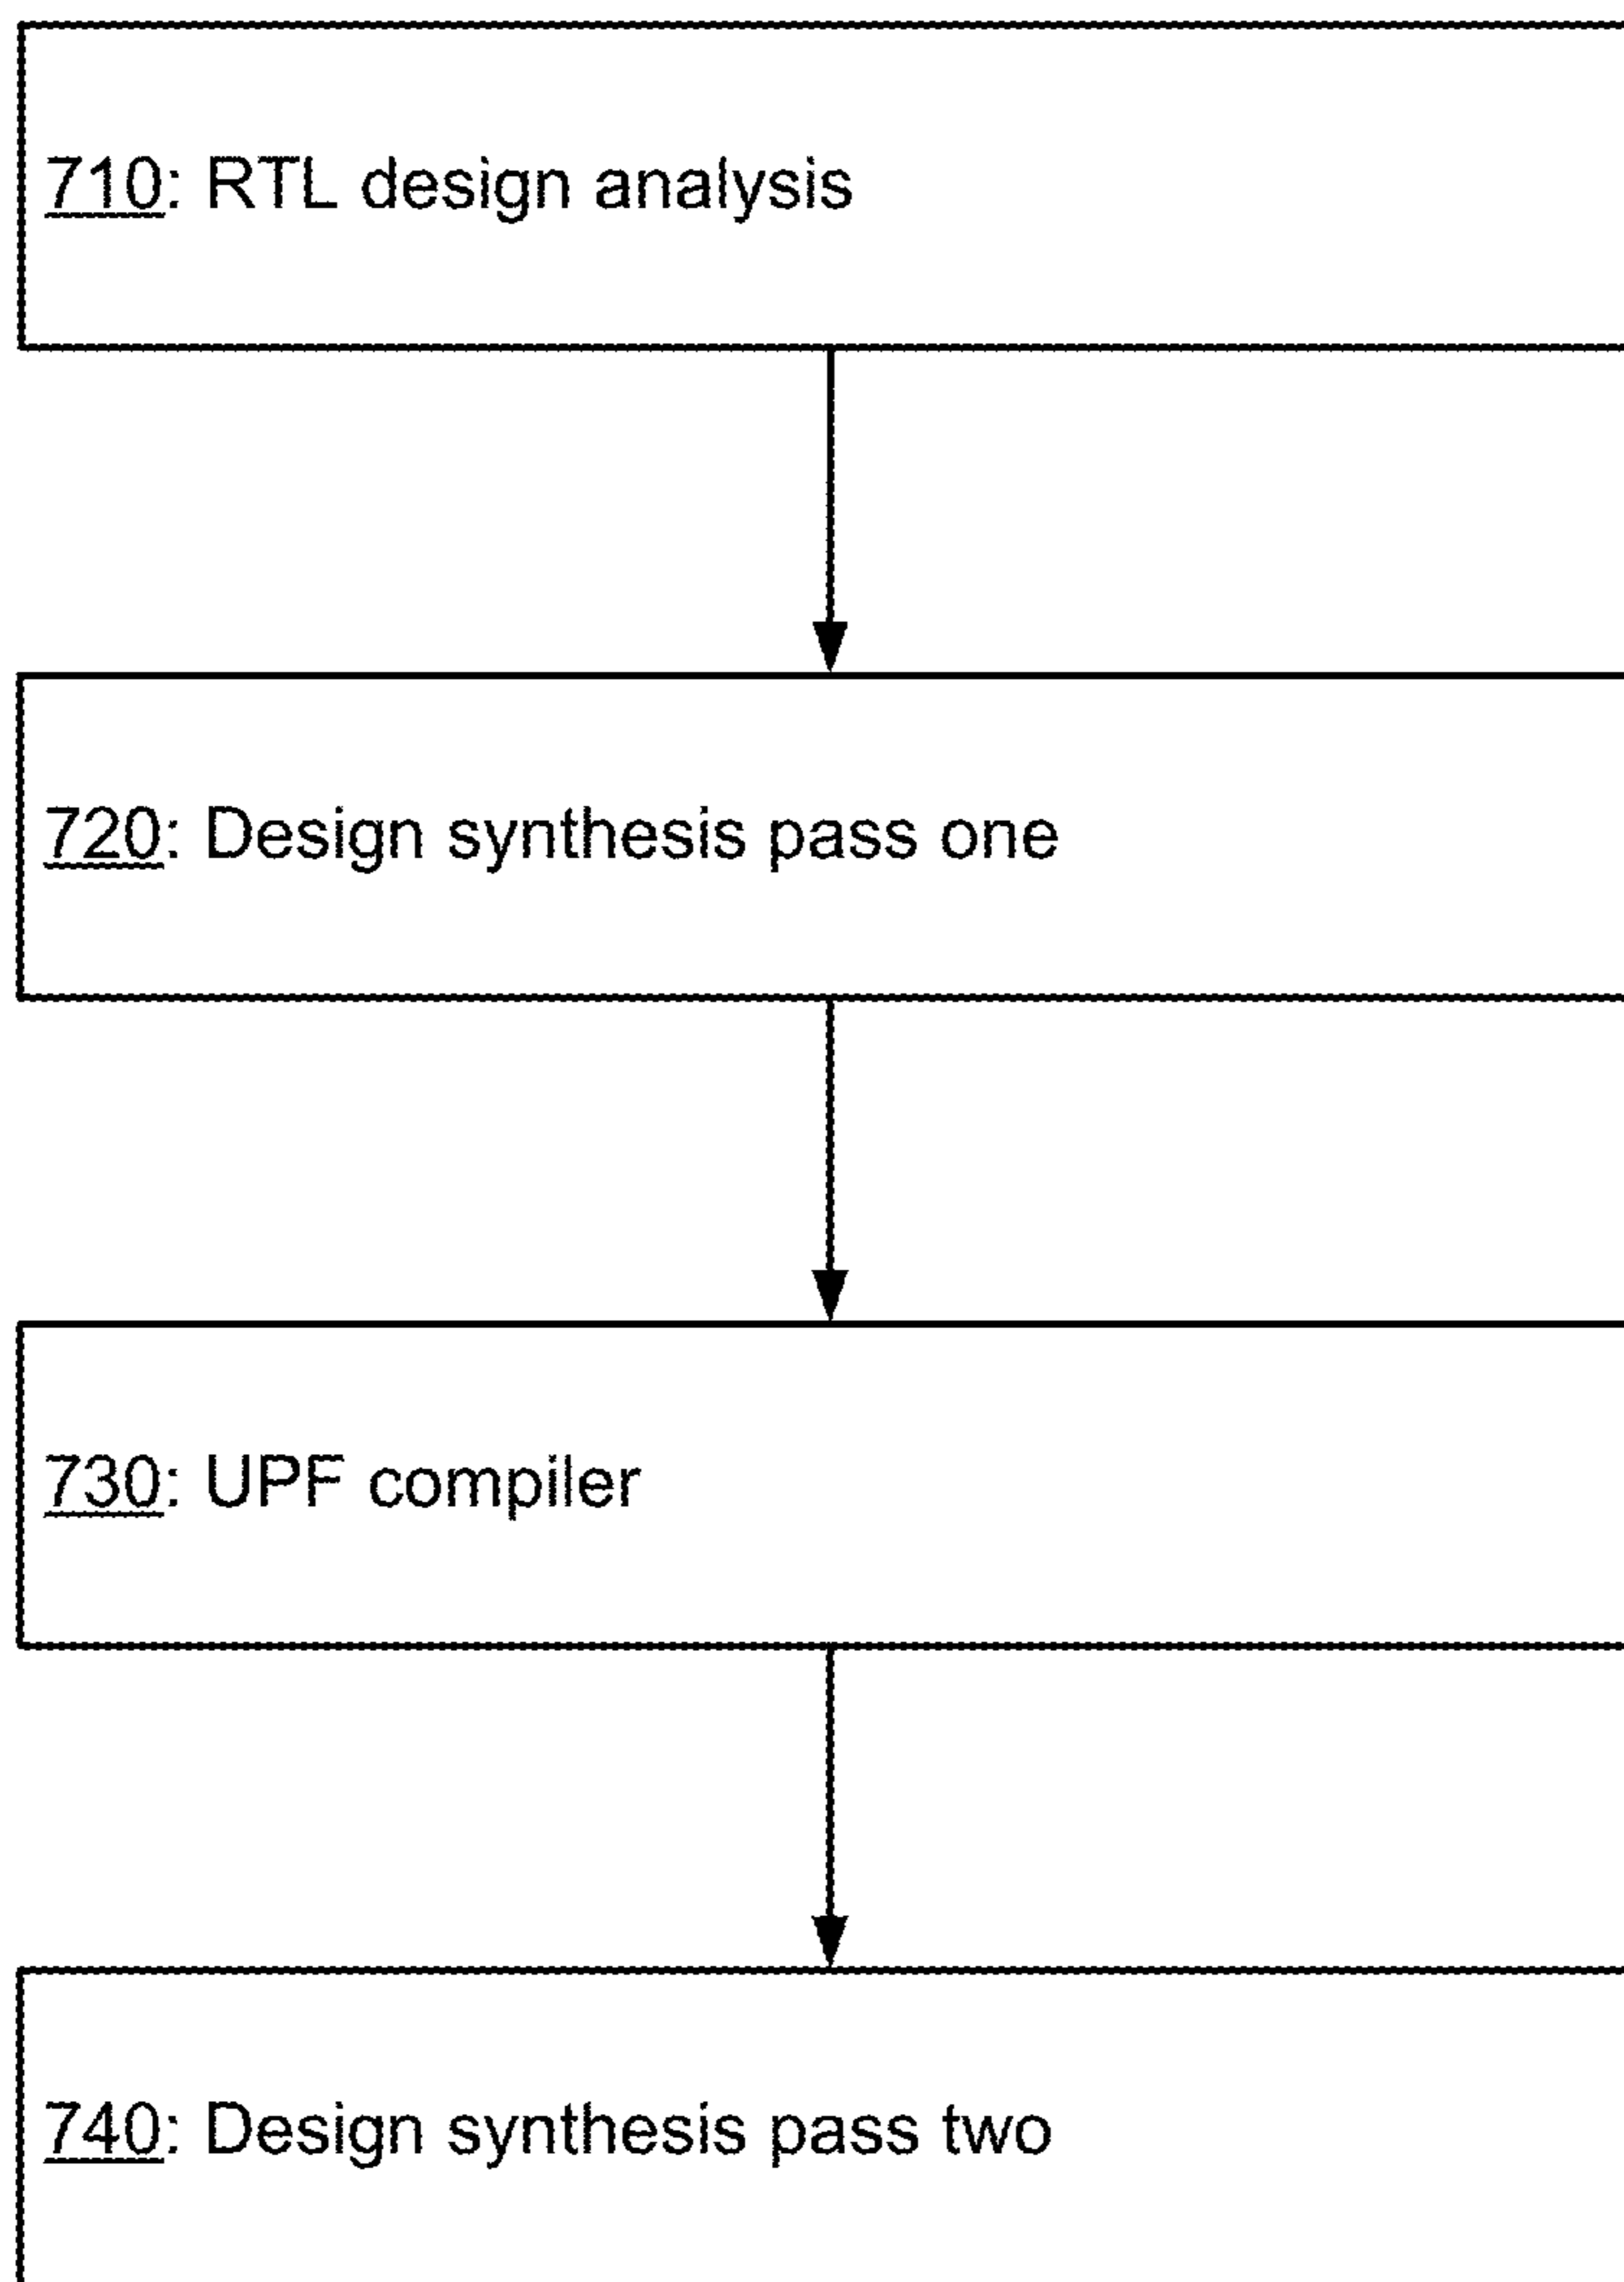 710: RTL design analysis
720: Design synthesis pass one
730: UPF compiler
740: Design synthesis pass two